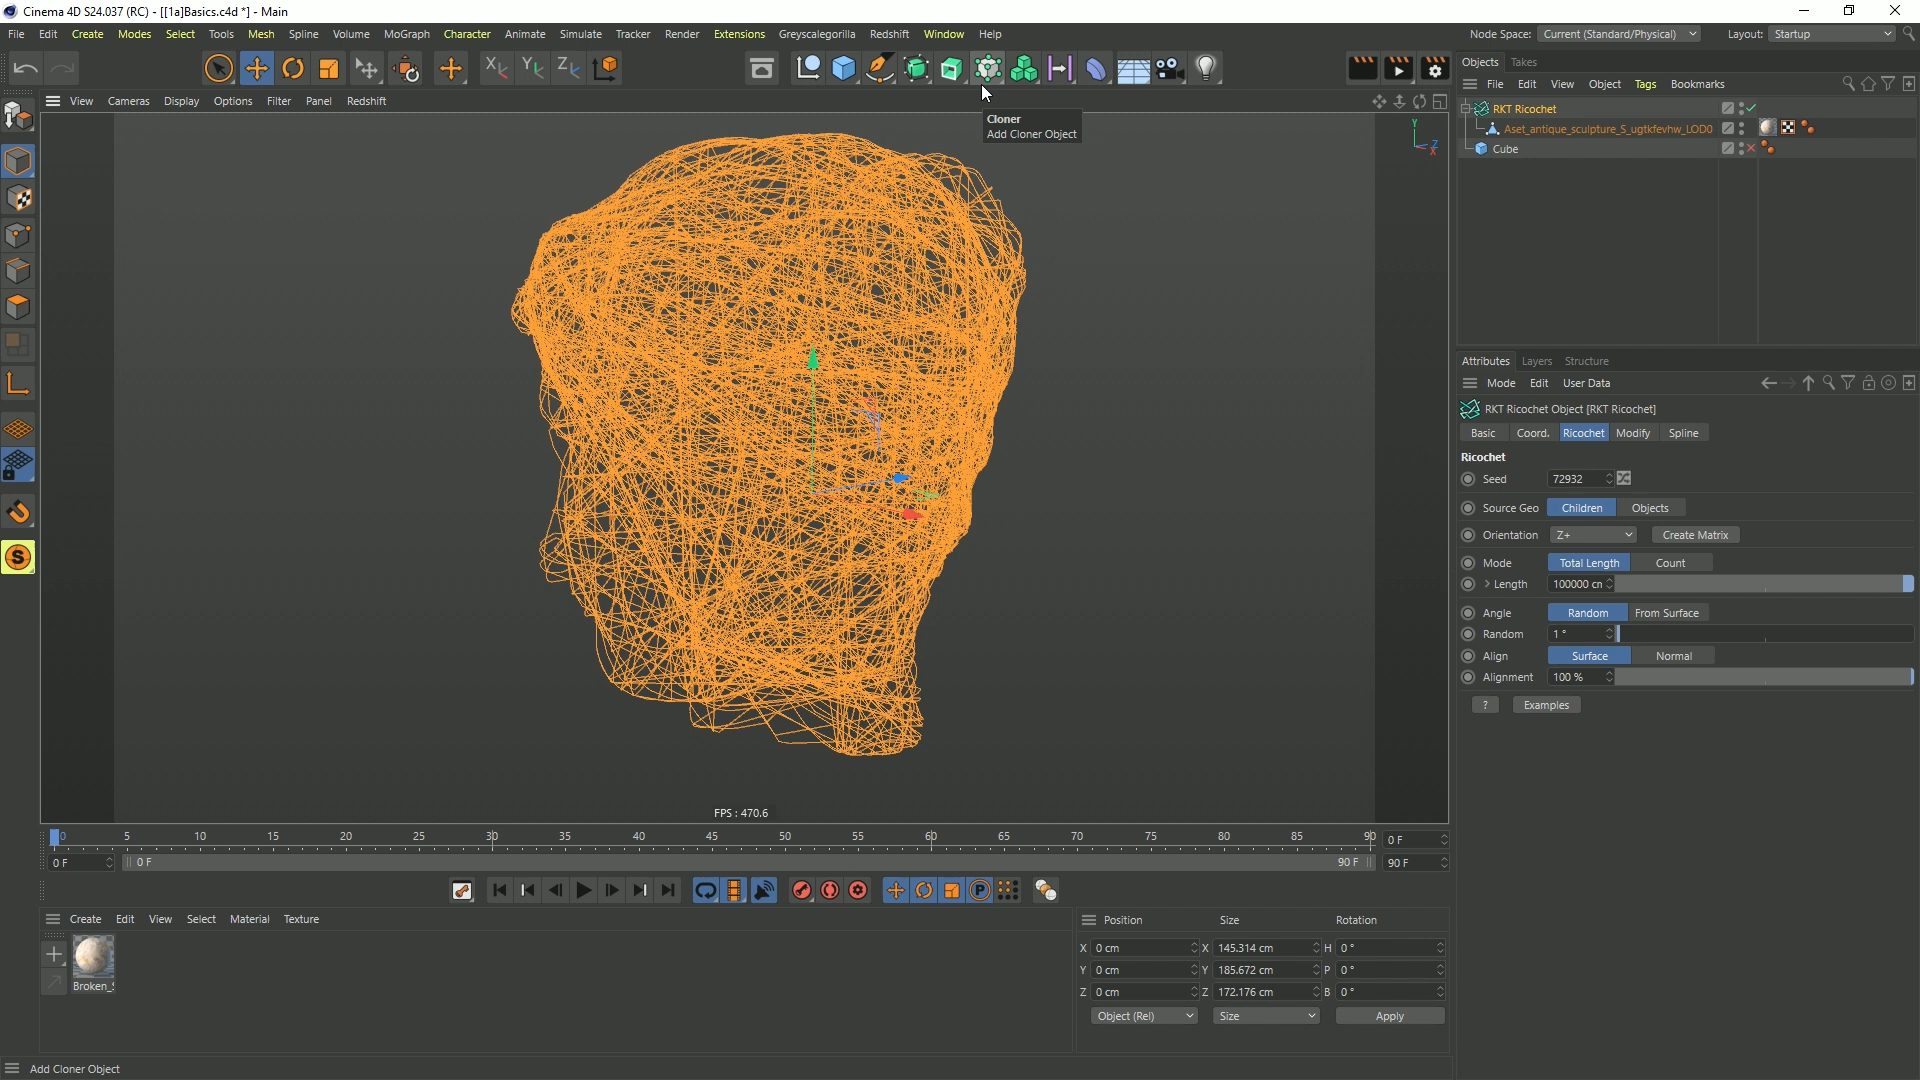 Cinema 4D S24.037 (RC) - [[1a]Basics.c4d *] - Main
File Edit Create Modes Select Tools Mesh Spline Volume MoGraph Character Animate Simulate Tracker Render Extensions Greyscalegorilla Redshift Window Help
Node Space: Current (Standard/Physical) Layout: Startup
Objects Takes
File Edit View Object Tags Bookmarks
View Cameras Display Options Filter Panel Redshift
RKT Ricochet
Aset_antique_sculpture_S_ugtkfevhw_LOD0
Cube
Cloner
Add Cloner Object
Y
Z
X
Attributes Layers Structure
Mode Edit User Data
RKT Ricochet Object [RKT Ricochet]
Basic Coord. Ricochet Modify Spline
Ricochet
Seed 72932
Source Geo Children Objects
Orientation Z+ Create Matrix
Mode Total Length Count
> Length 100000 cn
Angle Random From Surface
Random 1 °
Align Surface Normal
Alignment 100 %
? Examples
FPS : 470.6
0 5 10 15 20 25 30 35 40 45 50 55 60 65 70 75 80 85 90 0 F
0 F 0 F 90 F 90 F
Create Edit View Select Material Texture
Broken_S
Position Size Rotation
X 0 cm X 145.314 cm H 0 °
Y 0 cm Y 185.672 cm P 0 °
Z 0 cm Z 172.176 cm B 0 °
Object (Rel) Size Apply
Add Cloner Object